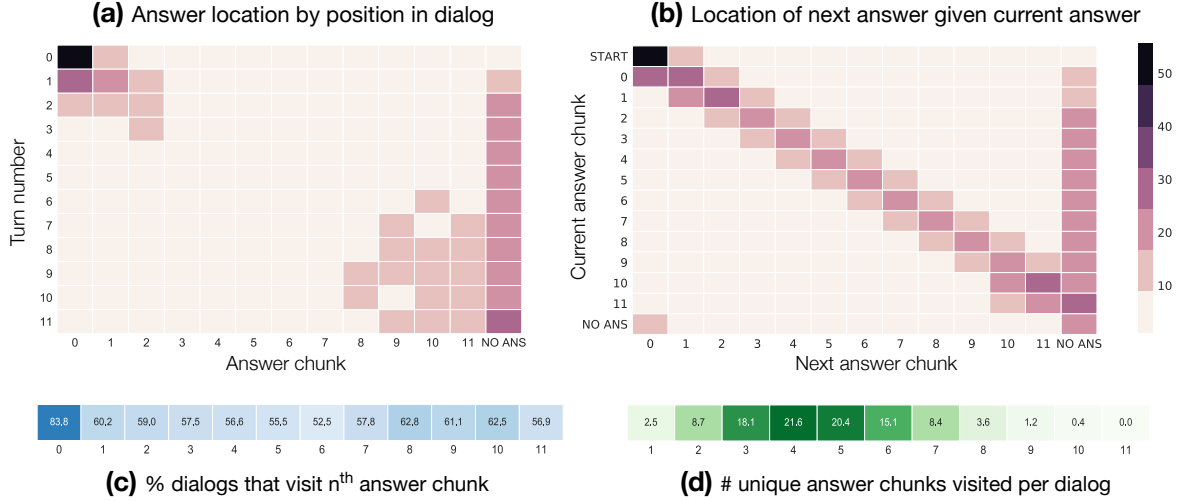 (a) Answer location by position in dialog
Turn number
0
1
2
3
4
5
6
7
8
9
10
11
0 1 2 3 4 5 6 7 8 9 10 11 NO ANS
Answer chunk
(b) Location of next answer given current answer
Current answer chunk
START
0
1
2
3
4
5
6
7
8
9
10
11
NO ANS
0 1 2 3 4 5 6 7 8 9 10 11 NO ANS
Next answer chunk
50
40
30
20
10
83,8 60,2 59,0 57,5 56,6 55,5 52,5 57,8 62,8 61,1 62,5 56,9
0 1 2 3 4 5 6 7 8 9 10 11
(c) % dialogs that visit nth answer chunk
2.5 8.7 18.1 21.6 20.4 15.1 8.4 3.6 1.2 0.4 0.0
1 2 3 4 5 6 7 8 9 10 11
(d) # unique answer chunks visited per dialog